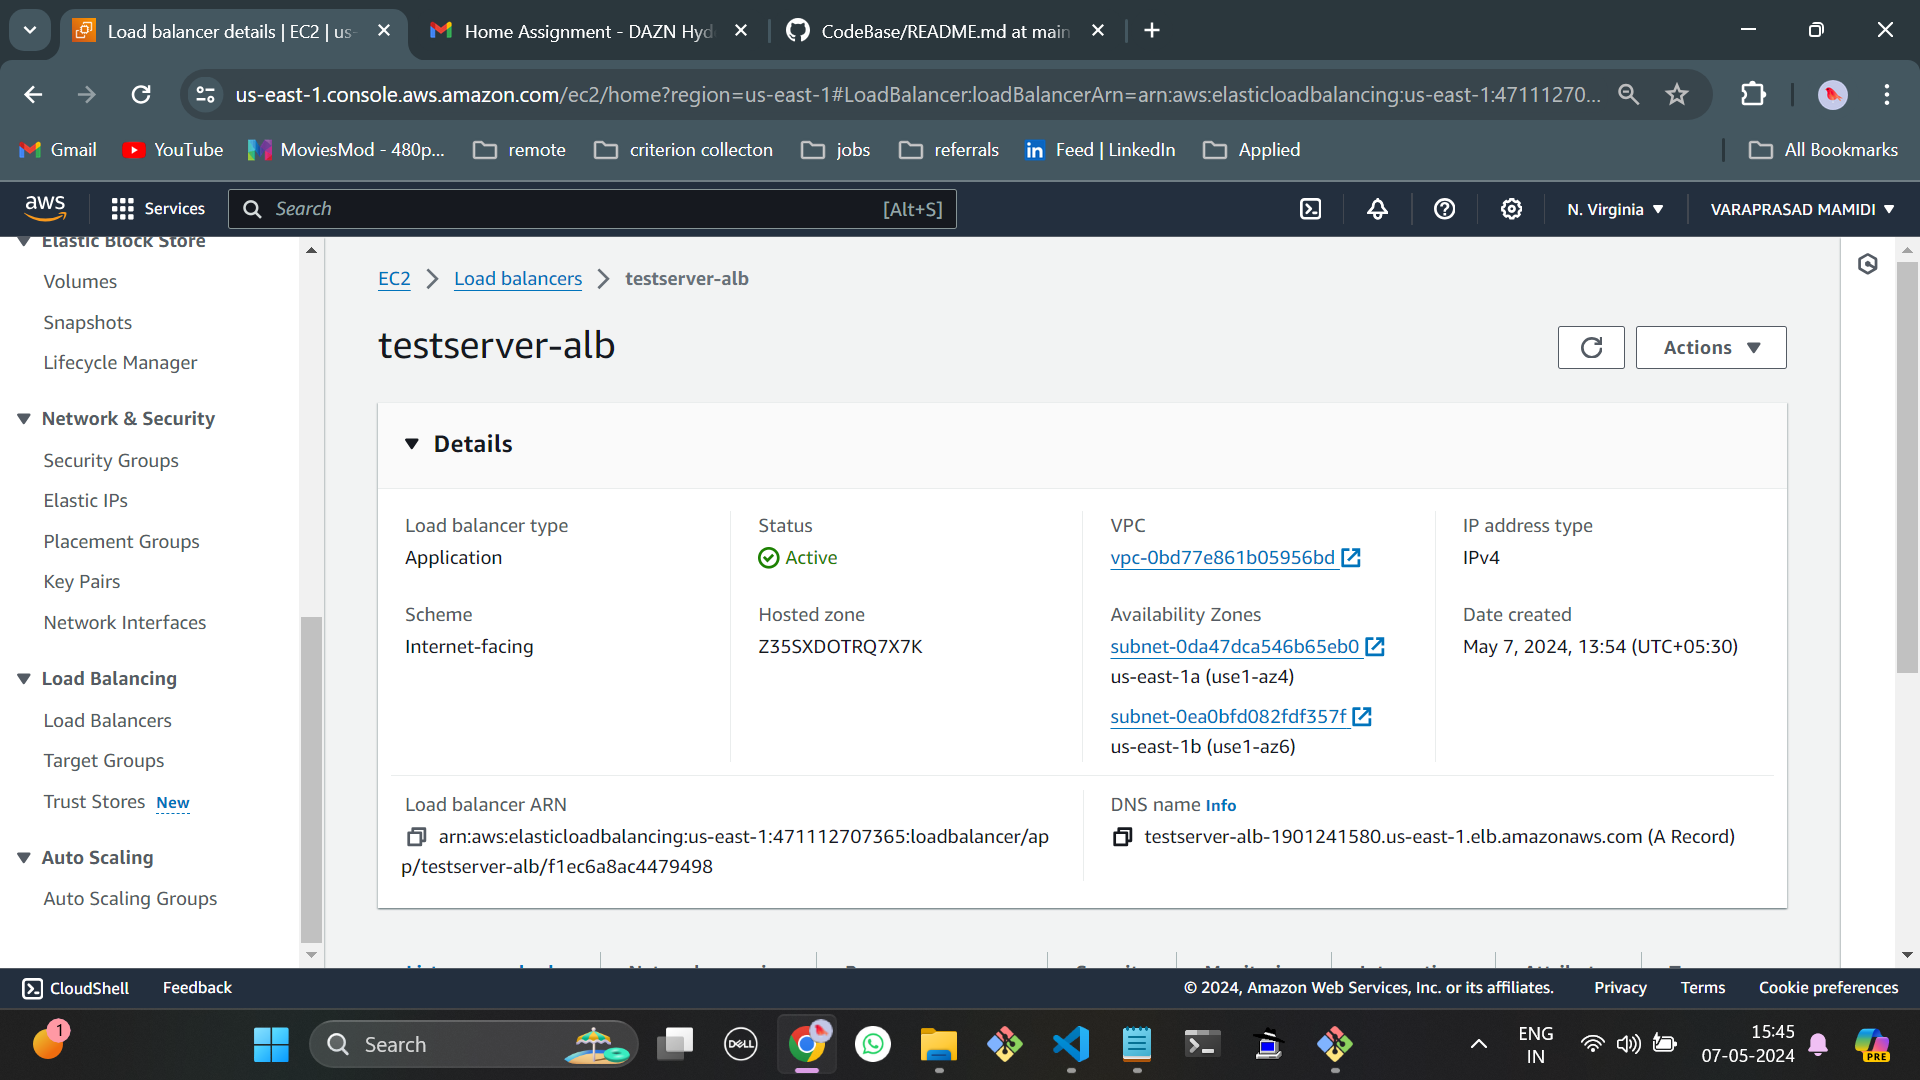 Load balancer details | EC2 | us-
Home Assignment - DAZN Hyd
CodeBase/README.md at main
us-east-1.console.aws.amazon.com/ec2/home?region=us-east-1#LoadBalancer:loadBalancerArn=arn:aws:elasticloadbalancing:us-east-1:47111270...
Gmail
YouTube
MoviesMod - 480p...
remote
criterion collecton
jobs
referrals
Feed | LinkedIn
Applied
All Bookmarks
aws
Services
Search
[Alt+S]
N. Virginia
VARAPRASAD MAMIDI
Elastic Block Store
Volumes
Snapshots
Lifecycle Manager
Network & Security
Security Groups
Elastic IPs
Placement Groups
Key Pairs
Network Interfaces
Load Balancing
Load Balancers
Target Groups
Trust Stores New
Auto Scaling
Auto Scaling Groups
EC2 > Load balancers > testserver-alb
testserver-alb
Actions
Details
Load balancer type
Application
Status
Active
VPC
vpc-0bd77e861b05956bd
IP address type
IPv4
Scheme
Internet-facing
Hosted zone
Z35SXDOTRQ7X7K
Availability Zones
subnet-0da47dca546b65eb0
us-east-1a (use1-az4)
subnet-0ea0bfd082fdf357f
us-east-1b (use1-az6)
Date created
May 7, 2024, 13:54 (UTC+05:30)
Load balancer ARN
arn:aws:elasticloadbalancing:us-east-1:471112707365:loadbalancer/ap
p/testserver-alb/f1ec6a8ac4479498
DNS name Info
testserver-alb-1901241580.us-east-1.elb.amazonaws.com (A Record)
CloudShell
Feedback
© 2024, Amazon Web Services, Inc. or its affiliates.
Privacy
Terms
Cookie preferences
1
Search
DELL
ENG
IN
15:45
07-05-2024
PRE